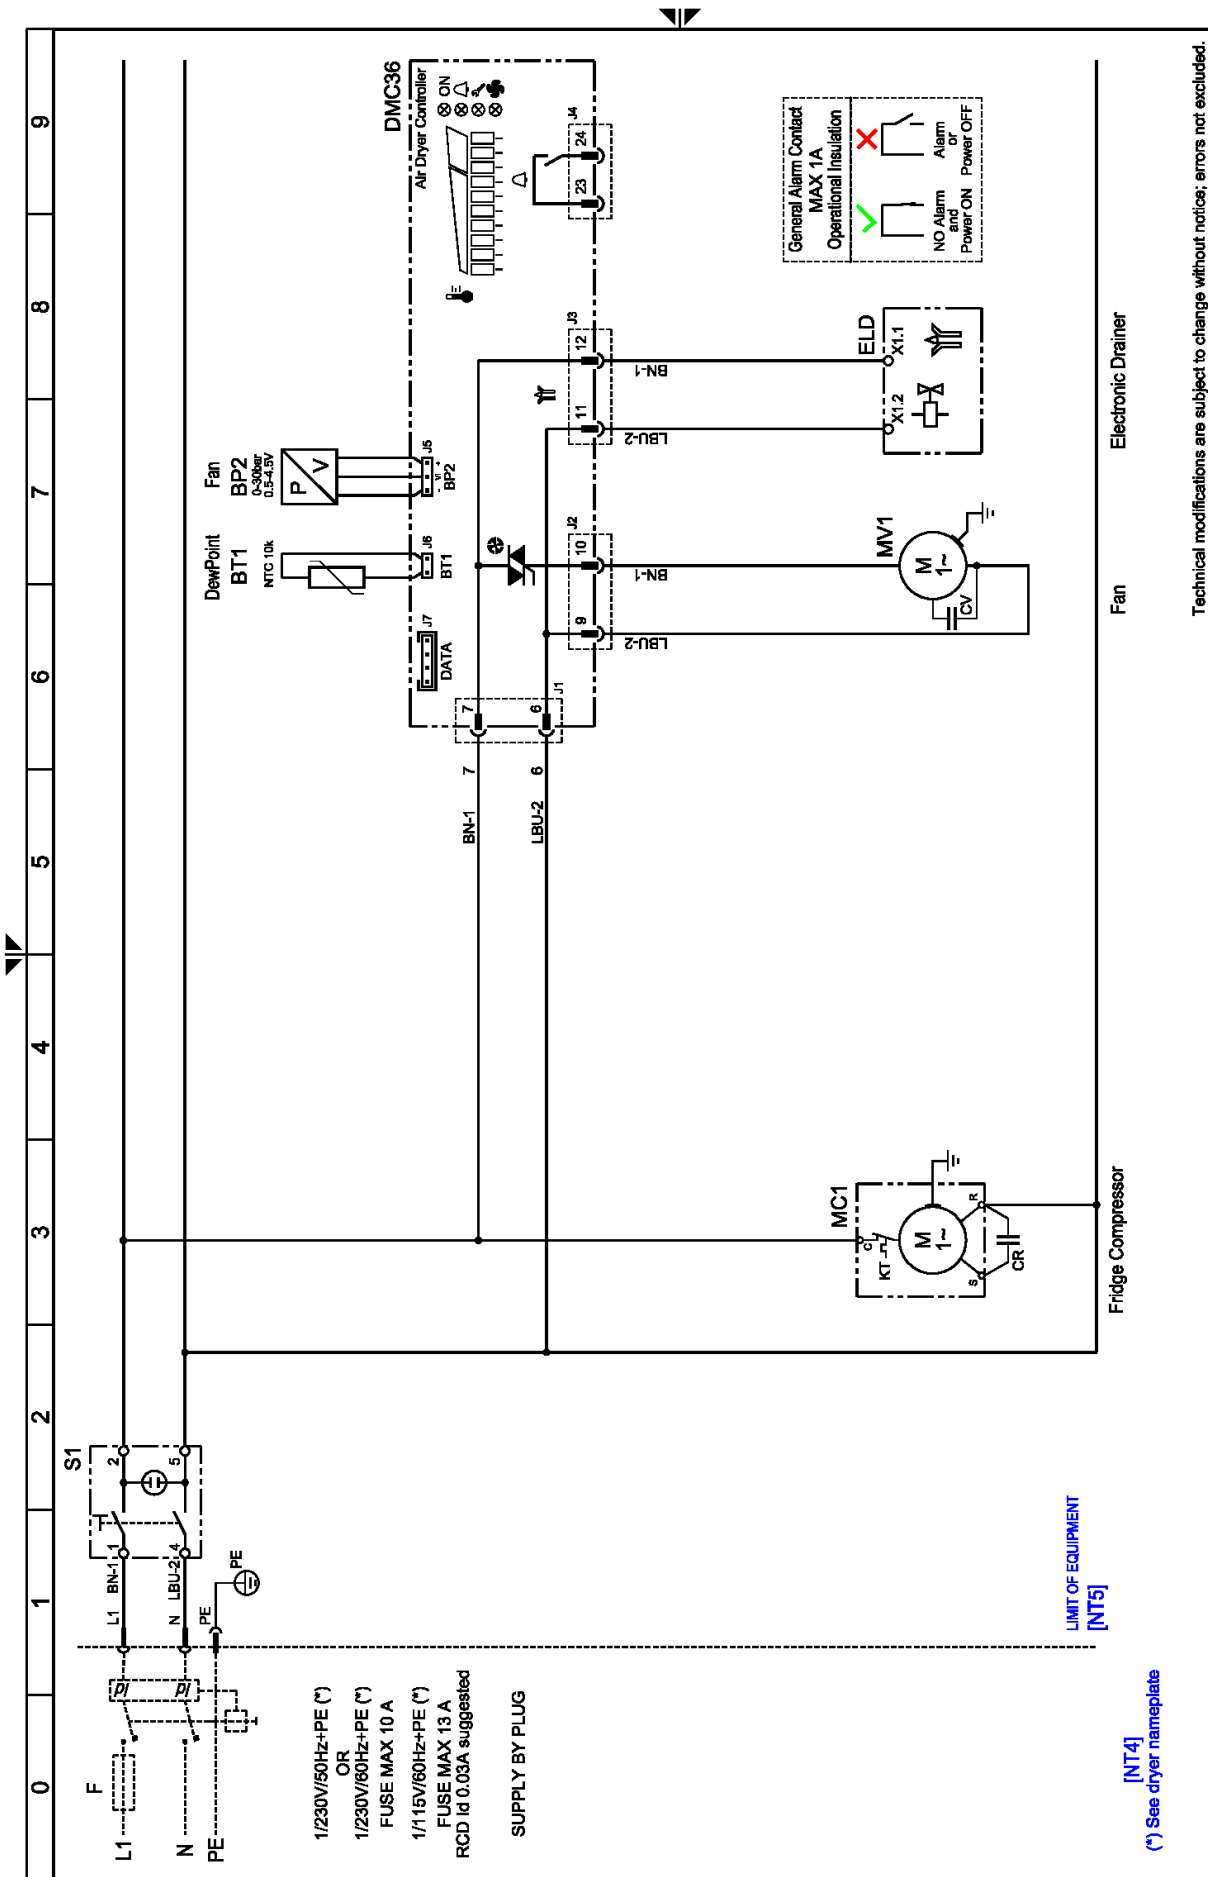 0
1
2
3
4
5
6
7
8
9
L1
N
PE
F
Id
Id
L1
N
PE
PE
BN-1
LBU-2
1
4
2
5
S1
1/230V/50Hz+PE (*)
OR
1/230V/60Hz+PE (*)
FUSE MAX 10 A
1/115V/60Hz+PE (*)
FUSE MAX 13 A
RCD Id 0.03A suggested
SUPPLY BY PLUG
LIMIT OF EQUIPMENT
[NT5]
[NT4]
(*) See dryer nameplate
MC1
C
KT
M
1~
S
R
CR
Fridge Compressor
BN-1
7
7
LBU-2
6
6
J1
DewPoint
BT1
NTC 10k
Fan
BP2
0-30bar
0.5-4.5V
P
V
DATA
J7
BT1
J6
- Vi +
BP2
J5
DMC36
Air Dryer Controller
ON
9
10
J2
LBU-2
BN-1
11
12
J3
LBU-2
BN-1
23
24
J4
MV1
M
1~
CV
Fan
ELD
X1.2
X1.1
Electronic Drainer
General Alarm Contact
MAX 1A
Operational Insulation
NO Alarm
and
Power ON
Alarm
or
Power OFF
Technical modifications are subject to change without notice; errors not excluded.